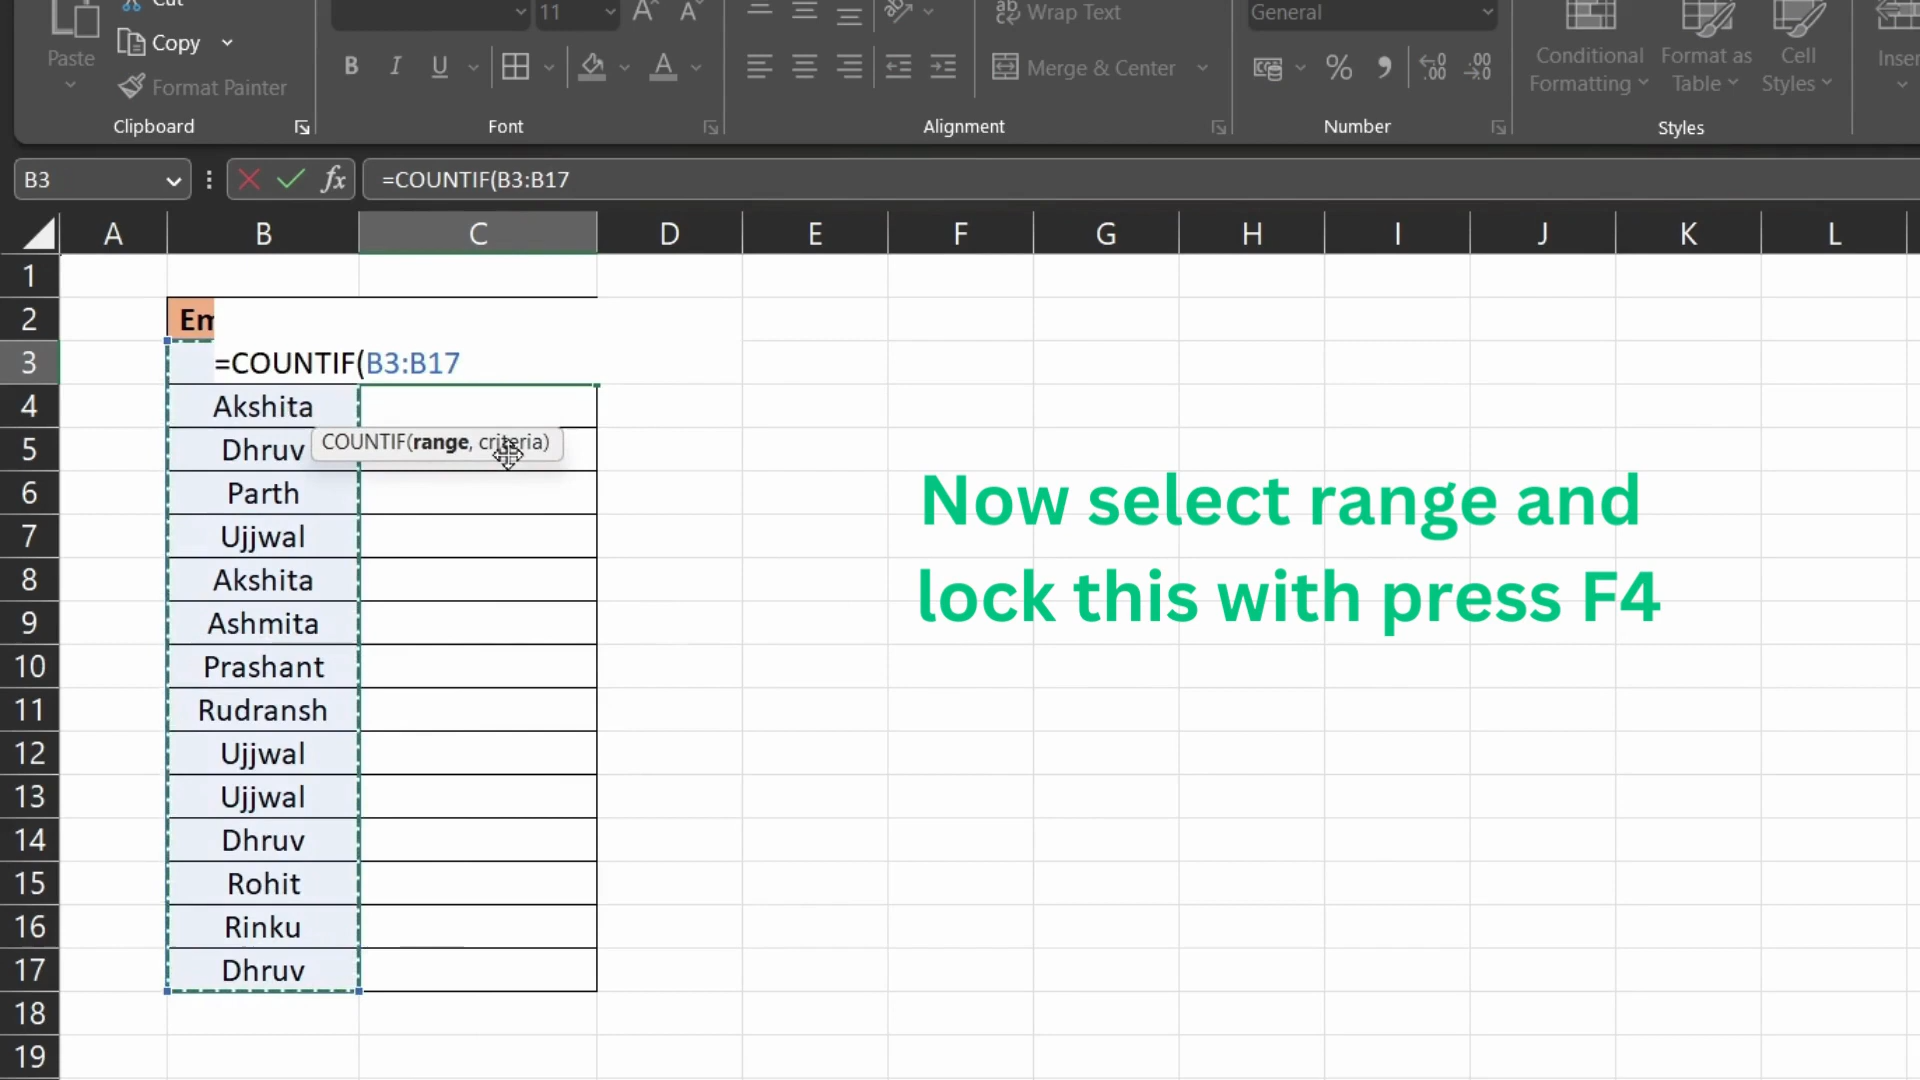 Cut
11
Wrap Text
General
Paste
Copy
Format Painter
B I U
A
Merge & Center
%
Conditional Formatting
Format as Table
Cell Styles
Clipboard
Font
Alignment
Number
Styles
B3
fx
=COUNTIF(B3:B17
A B C D E F G H I J K L
1
2 Em
3 =COUNTIF(B3:B17
4 Akshita
5 Dhruv COUNTIF(range, criteria)
6 Parth
7 Ujjwal
8 Akshita
9 Ashmita
10 Prashant
11 Rudransh
12 Ujjwal
13 Ujjwal
14 Dhruv
15 Rohit
16 Rinku
17 Dhruv
18
19
Now select range and
lock this with press F4